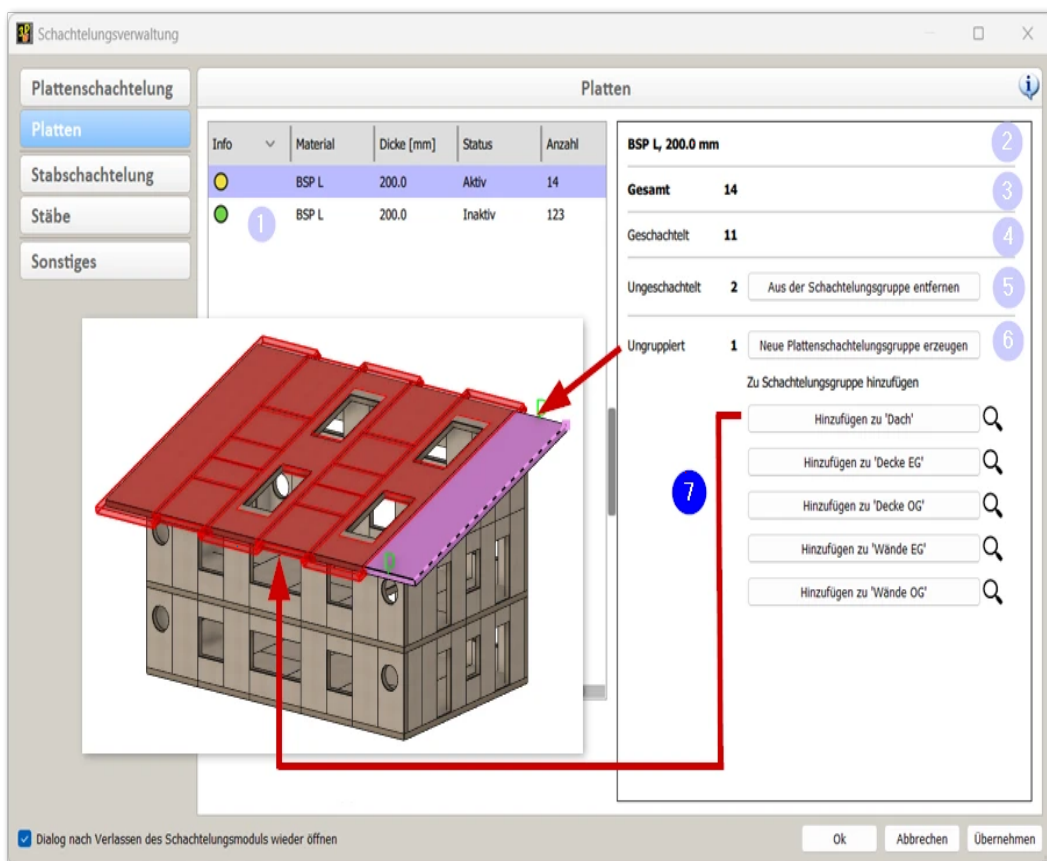 Schachtelungsverwaltung
Plattenschachtelung
Platten
Stabschachtelung
Stäbe
Sonstiges
Platten
Info Material Dicke [mm] Status Anzahl
BSP L 200.0 Aktiv 14
BSP L 200.0 Inaktiv 123
1
BSP L, 200.0 mm 2
Gesamt 14 3
Geschachtelt 11 4
Ungeschachtelt 2 Aus der Schachtelungsgruppe entfernen 5
Ungruppiert 1 Neue Plattenschachtelungsgruppe erzeugen 6
Zu Schachtelungsgruppe hinzufügen
Hinzufügen zu 'Dach'
Hinzufügen zu 'Decke EG'
7
Hinzufügen zu 'Decke OG'
Hinzufügen zu 'Wände EG'
Hinzufügen zu 'Wände OG'
Dialog nach Verlassen des Schachtelungsmoduls wieder öffnen
Ok Abbrechen Übernehmen